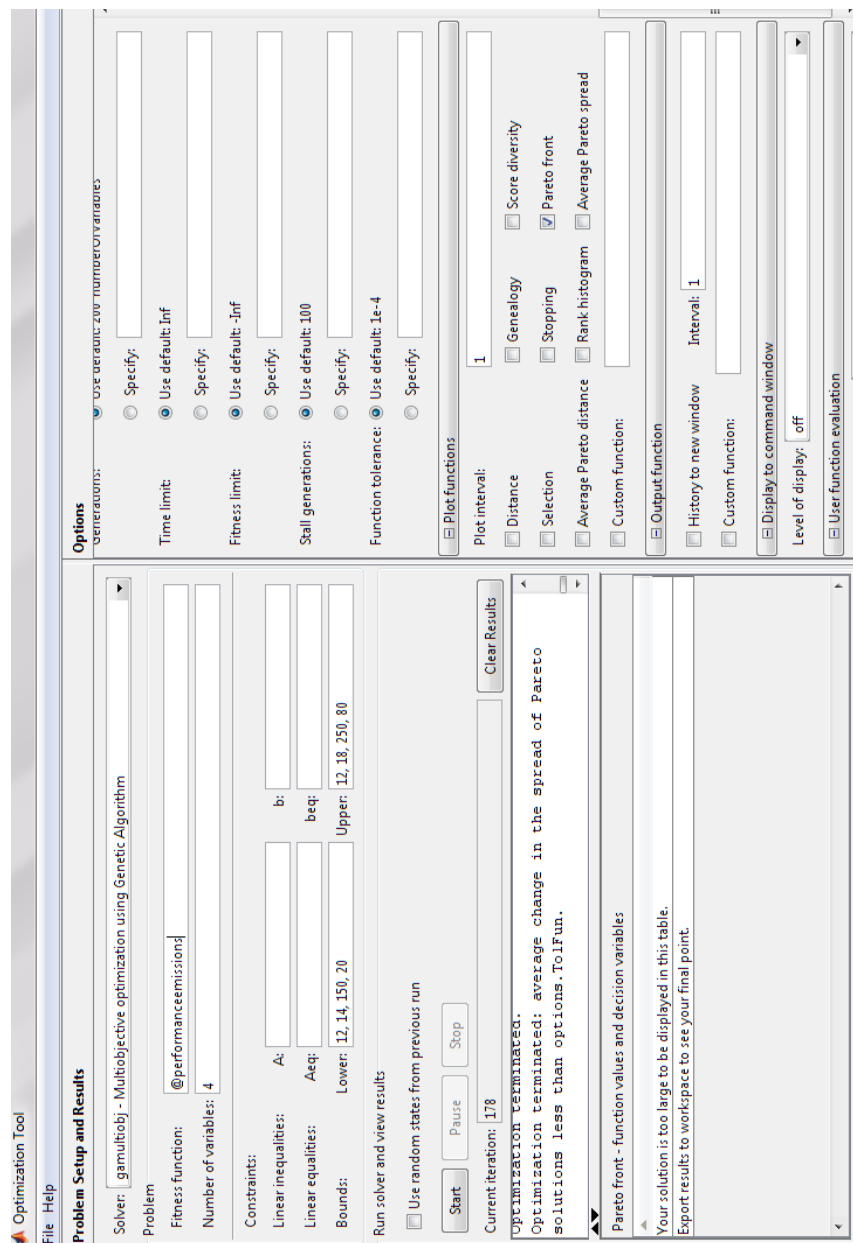 Optimization Tool
File Help
Problem Setup and Results
Solver: gamultiobj - Multiobjective optimization using Genetic Algorithm
Problem
Fitness function: @performanceemissions
Number of variables: 4
Constraints:
Linear inequalities: A: b:
Linear equalities: Aeq: beq:
Bounds: Lower: 12, 14, 150, 20 Upper: 12, 18, 250, 80
Run solver and view results
Use random states from previous run
Start Pause Stop
Current iteration: 178 Clear Results
Optimization terminated.
Optimization terminated: average change in the spread of Pareto
solutions less than options.TolFun.
Pareto front - function values and decision variables
Your solution is too large to be displayed in this table.
Export results to workspace to see your final point.
Options
Generations: Use default: 200*numberOfVariables
Specify:
Time limit: Use default: Inf
Specify:
Fitness limit: Use default: -Inf
Specify:
Stall generations: Use default: 100
Specify:
Function tolerance: Use default: 1e-4
Specify:
Plot functions
Plot interval: 1
Distance Genealogy Score diversity
Selection Stopping Pareto front
Average Pareto distance Rank histogram Average Pareto spread
Custom function:
Output function
History to new window Interval: 1
Custom function:
Display to command window
Level of display: off
User function evaluation